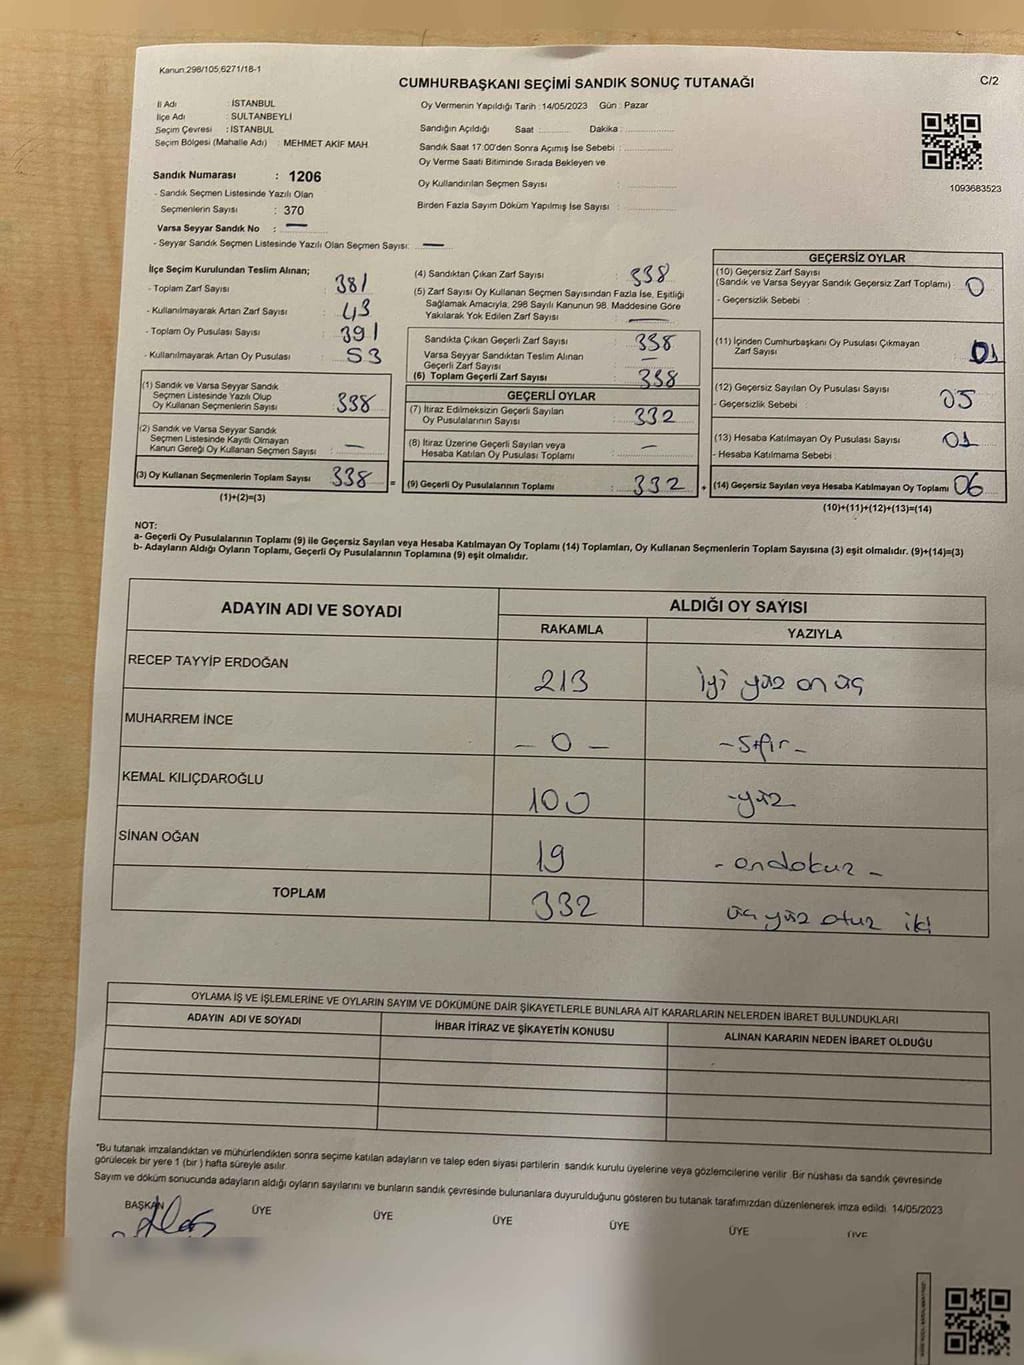 Kanun:298/105,6271/18-1
CUMHURBAŞKANI SEÇİMİ SANDIK SONUÇ TUTANAĞI
C/2
İl Adı : İSTANBUL
İlçe Adı : SULTANBEYLİ
Seçim Çevresi : İSTANBUL
Seçim Bölgesi (Mahalle Adı) : MEHMET AKİF MAH
Sandık Numarası : 1206
- Sandık Seçmen Listesinde Yazılı Olan
Seçmenlerin Sayısı : 370
Varsa Seyyar Sandık No : —
- Seyyar Sandık Seçmen Listesinde Yazılı Olan Seçmen Sayısı: —
Oy Vermenin Yapıldığı Tarih :14/05/2023 Gün : Pazar
Sandığın Açıldığı Saat :.......... Dakika :..........
Sandık Saat 17.00'den Sonra Açımış İse Sebebi :..........
Oy Verme Saati Bitiminde Sırada Bekleyen ve
Oy Kullandırılan Seçmen Sayısı :..........
Birden Fazla Sayım Döküm Yapılmış İse Sayısı :..........
1093683523
İlçe Seçim Kurulundan Teslim Alınan;
- Toplam Zarf Sayısı : 381
- Kullanılmayarak Artan Zarf Sayısı : 43
- Toplam Oy Pusulası Sayısı : 391
- Kullanılmayarak Artan Oy Pusulası : 53
(1) Sandık ve Varsa Seyyar Sandık
Seçmen Listesinde Yazılı Olup
Oy Kullanan Seçmenlerin Sayısı : 338
(2) Sandık ve Varsa Seyyar Sandık
Seçmen Listesinde Kayıtlı Olmayan
Kanun Gereği Oy Kullanan Seçmen Sayısı : —
(3) Oy Kullanan Seçmenlerin Toplam Sayısı 338 =
(1)+(2)=(3)
(4) Sandıktan Çıkan Zarf Sayısı : 338
(5) Zarf Sayısı Oy Kullanan Seçmen Sayısından Fazla İse, Eşitliği
Sağlamak Amacıyla, 298 Sayılı Kanunun 98. Maddesine Göre
Yakılarak Yok Edilen Zarf Sayısı : —
Sandıkta Çıkan Geçerli Zarf Sayısı : 338
Varsa Seyyar Sandıktan Teslim Alınan
Geçerli Zarf Sayısı : —
(6) Toplam Geçerli Zarf Sayısı : 338
GEÇERLİ OYLAR
(7) İtiraz Edilmeksizin Geçerli Sayılan
Oy Pusulalarının Sayısı : 332
(8) İtiraz Üzerine Geçerli Sayılan veya
Hesaba Katılan Oy Pusulası Toplamı : —
(9) Geçerli Oy Pusulalarının Toplamı : 332 +
GEÇERSİZ OYLAR
(10) Geçersiz Zarf Sayısı
(Sandık ve Varsa Seyyar Sandık Geçersiz Zarf Toplamı) : 0
- Geçersizlik Sebebi :
(11) İçinden Cumhurbaşkanı Oy Pusulası Çıkmayan
Zarf Sayısı 01
(12) Geçersiz Sayılan Oy Pusulası Sayısı
- Geçersizlik Sebebi : 05
(13) Hesaba Katılmayan Oy Pusulası Sayısı 01
- Hesaba Katılmama Sebebi :
(14) Geçersiz Sayılan veya Hesaba Katılmayan Oy Toplamı 06
(10)+(11)+(12)+(13)=(14)
NOT:
a- Geçerli Oy Pusulalarının Toplamı (9) ile Geçersiz Sayılan veya Hesaba Katılmayan Oy Toplamı (14) Toplamları, Oy Kullanan Seçmenlerin Toplam Sayısına (3) eşit olmalıdır. (9)+(14)=(3)
b- Adayların Aldığı Oyların Toplamı, Geçerli Oy Pusulalarının Toplamına (9) eşit olmalıdır.
ADAYIN ADI VE SOYADI
ALDIĞI OY SAYISI
RAKAMLA YAZIYLA
RECEP TAYYİP ERDOĞAN 213 iyi yüz on üç
MUHARREM İNCE — 0 — — sıfır —
KEMAL KILIÇDAROĞLU 100 -yüz
SİNAN OĞAN 19 - ondokuz -
TOPLAM 332 üç yüz otuz iki
OYLAMA İŞ VE İŞLEMLERİNE VE OYLARIN SAYIM VE DÖKÜMÜNE DAİR ŞİKAYETLERLE BUNLARA AİT KARARLARIN NELERDEN İBARET BULUNDUKLARI
ADAYIN ADI VE SOYADI İHBAR İTİRAZ VE ŞİKAYETİN KONUSU ALINAN KARARIN NEDEN İBARET OLDUĞU
*Bu tutanak imzalandıktan ve mühürlendikten sonra seçime katılan adayların ve talep eden siyasi partilerin sandık kurulu üyelerine veya gözlemcilerine verilir. Bir nüshası da sandık çevresinde
görülecek bir yere 1 (bir) hafta süreyle asılır.
Sayım ve döküm sonucunda adayların aldığı oyların sayılarını ve bunların sandık çevresinde bulunanlara duyurulduğunu gösteren bu tutanak tarafımızdan düzenlenerek imza edildi. 14/05/2023
BAŞKAN ÜYE ÜYE ÜYE ÜYE ÜYE ÜYE